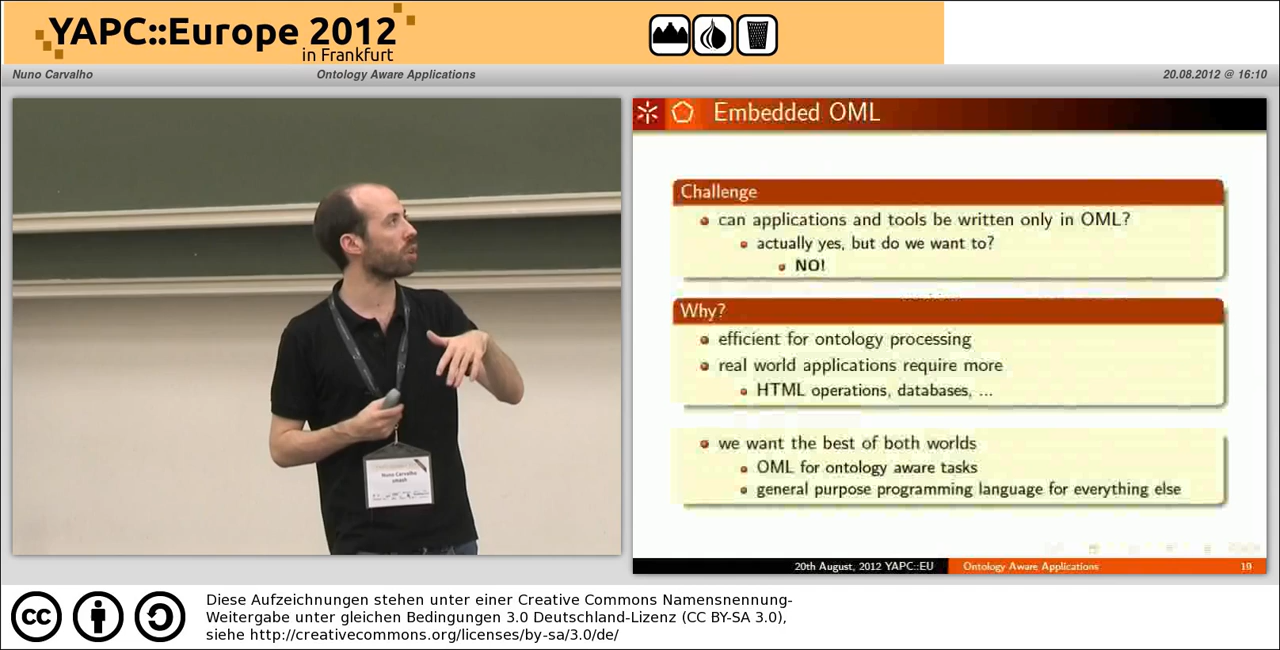 YAPC::Europe 2012
in Frankfurt
Nuno Carvalho
Ontology Aware Applications
20.08.2012 @ 16:10
Embedded OML
Challenge
can applications and tools be written only in OML?
actually yes, but do we want to?
NO!
Why?
efficient for ontology processing
real world applications require more
HTML operations, databases, ...
we want the best of both worlds
OML for ontology aware tasks
general purpose programming language for everything else
20th August, 2012 YAPC::EU
Ontology Aware Applications
19
Nuno Carvalho
smash
cc
Diese Aufzeichnungen stehen unter einer Creative Commons Namensnennung-
Weitergabe unter gleichen Bedingungen 3.0 Deutschland-Lizenz (CC BY-SA 3.0),
siehe http://creativecommons.org/licenses/by-sa/3.0/de/